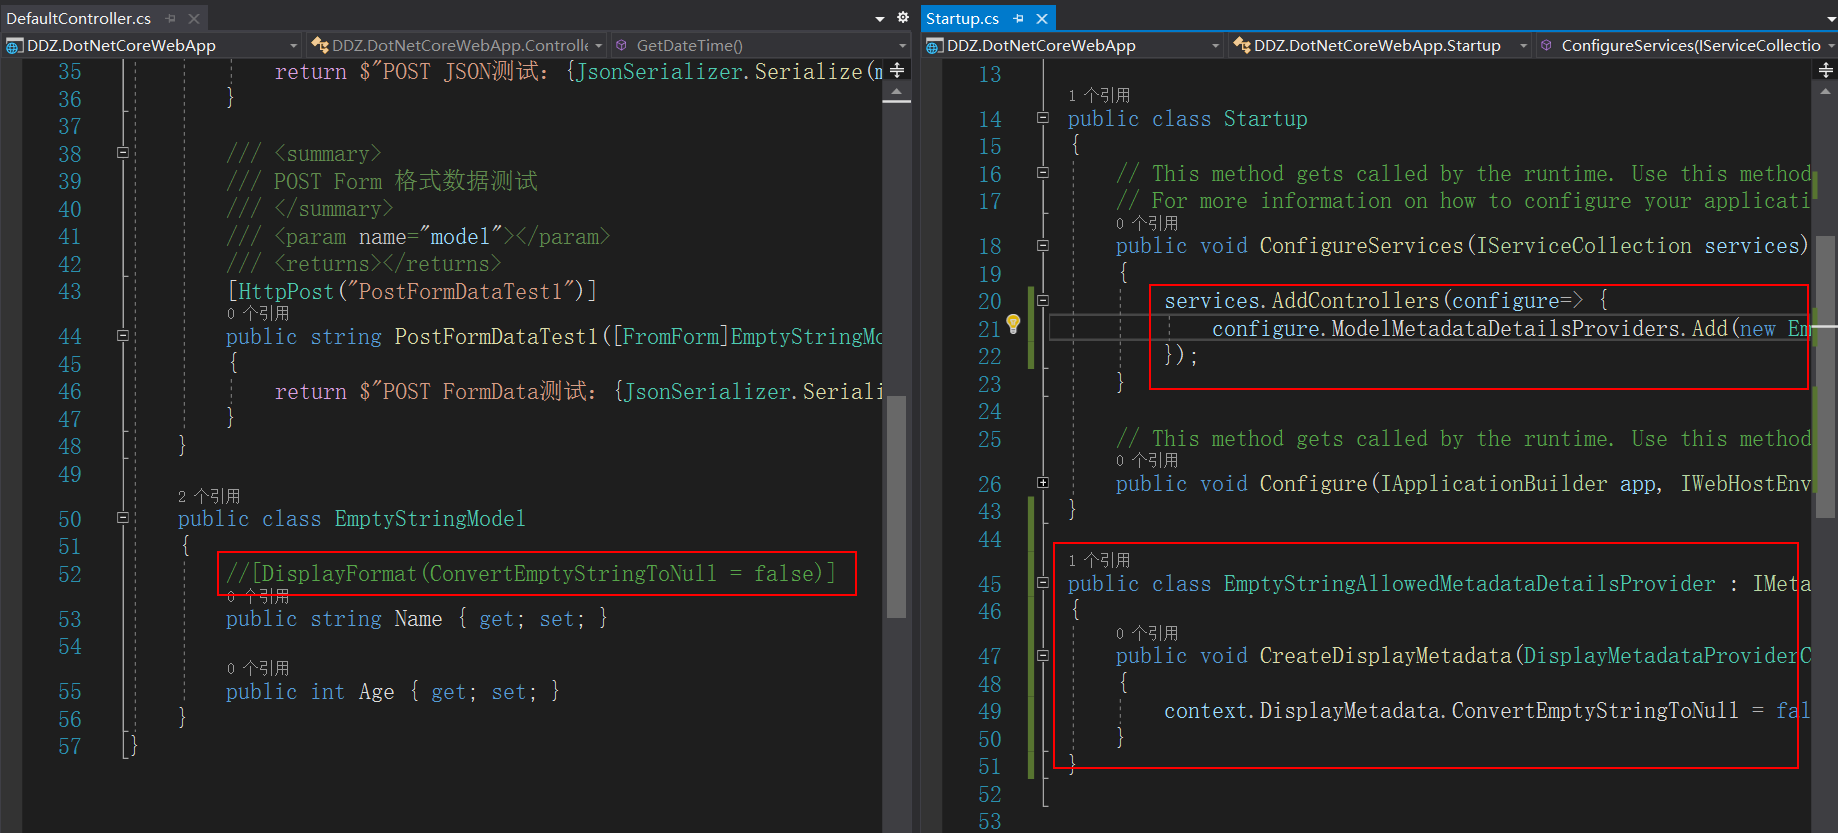 DefaultController.cs
DDZ.DotNetCoreWebApp
DDZ.DotNetCoreWebApp.Controlle
GetDateTime()
35 return $"POST JSON测试: {JsonSerializer.Serialize(m
36 }
37
38 /// <summary>
39 /// POST Form 格式数据测试
40 /// </summary>
41 /// <param name="model"></param>
42 /// <returns></returns>
43 [HttpPost("PostFormDataTest1")]
0 个引用
44 public string PostFormDataTest1([FromForm]EmptyStringMo
45 {
46 return $"POST FormData测试: {JsonSerializer.Seriali
47 }
48 }
49
2 个引用
50 public class EmptyStringModel
51 {
52 //[DisplayFormat(ConvertEmptyStringToNull = false)]
0 个引用
53 public string Name { get; set; }
54
0 个引用
55 public int Age { get; set; }
56 }
57 }
Startup.cs
DDZ.DotNetCoreWebApp
DDZ.DotNetCoreWebApp.Startup
ConfigureServices(IServiceCollectio
13
1 个引用
14 public class Startup
15 {
16 // This method gets called by the runtime. Use this method
17 // For more information on how to configure your applicati
0 个引用
18 public void ConfigureServices(IServiceCollection services)
19 {
20 services.AddControllers(configure=> {
21 configure.ModelMetadataDetailsProviders.Add(new Em
22 });
23 }
24
25 // This method gets called by the runtime. Use this method
0 个引用
26 public void Configure(IApplicationBuilder app, IWebHostEnv
43 }
44
1 个引用
45 public class EmptyStringAllowedMetadataDetailsProvider : IMeta
46 {
0 个引用
47 public void CreateDisplayMetadata(DisplayMetadataProviderC
48 {
49 context.DisplayMetadata.ConvertEmptyStringToNull = fal
50 }
51 }
52
53